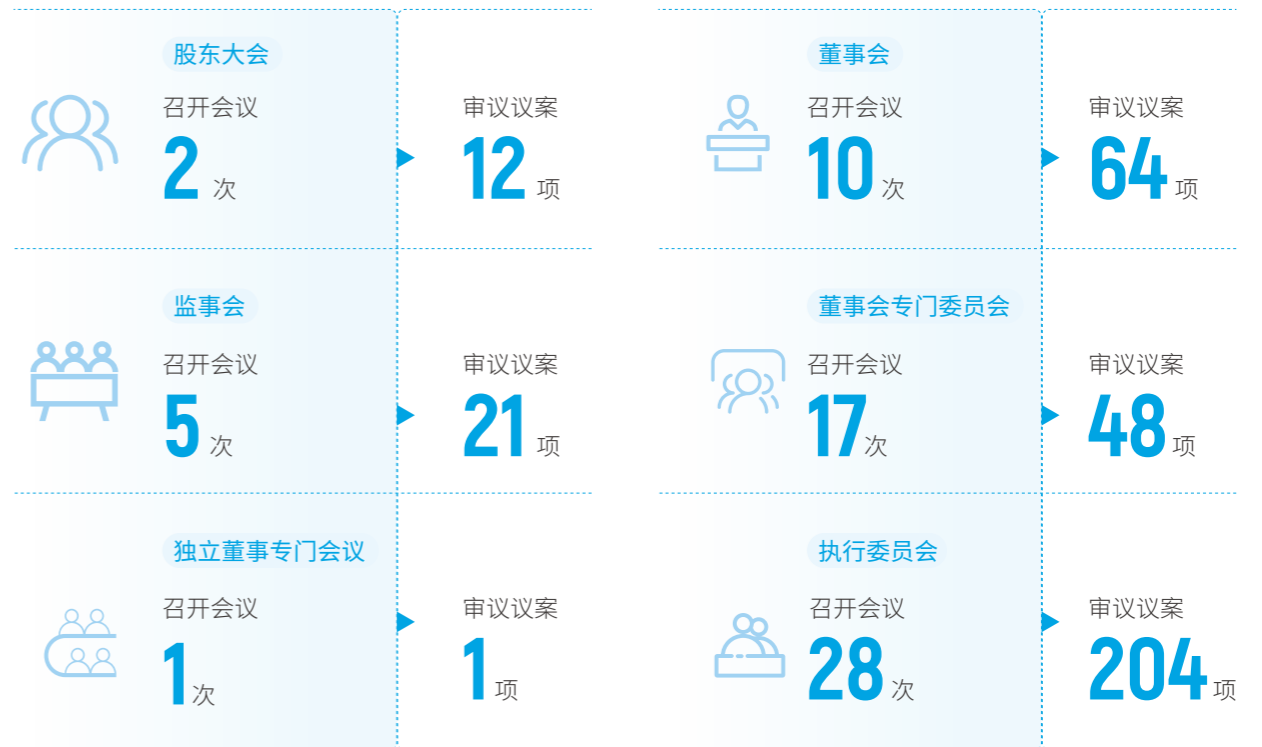 股东大会
召开会议
2 次
审议议案
12 项
董事会
召开会议
10 次
审议议案
64 项
监事会
召开会议
5 次
审议议案
21 项
董事会专门委员会
召开会议
17 次
审议议案
48 项
独立董事专门会议
召开会议
1 次
审议议案
1 项
执行委员会
召开会议
28 次
审议议案
204 项